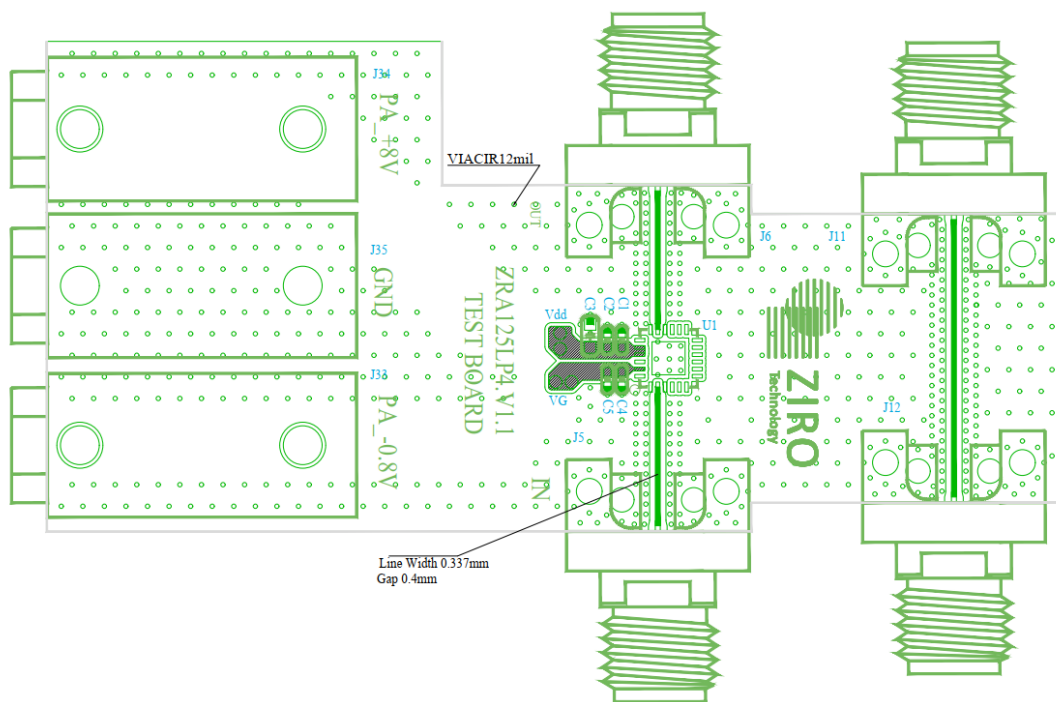 J34
PA_+8V
VIACIR12mil
OUT
J6
J11
J35
GND
ZRA125LP4.V1.1
TEST BOARD
Vdd
C3
C2
C1
U1
VG
C5
C4
J33
PA_-0.8V
J5
IN
ZIRO
Technology
J12
Line Width 0.337mm
Gap 0.4mm